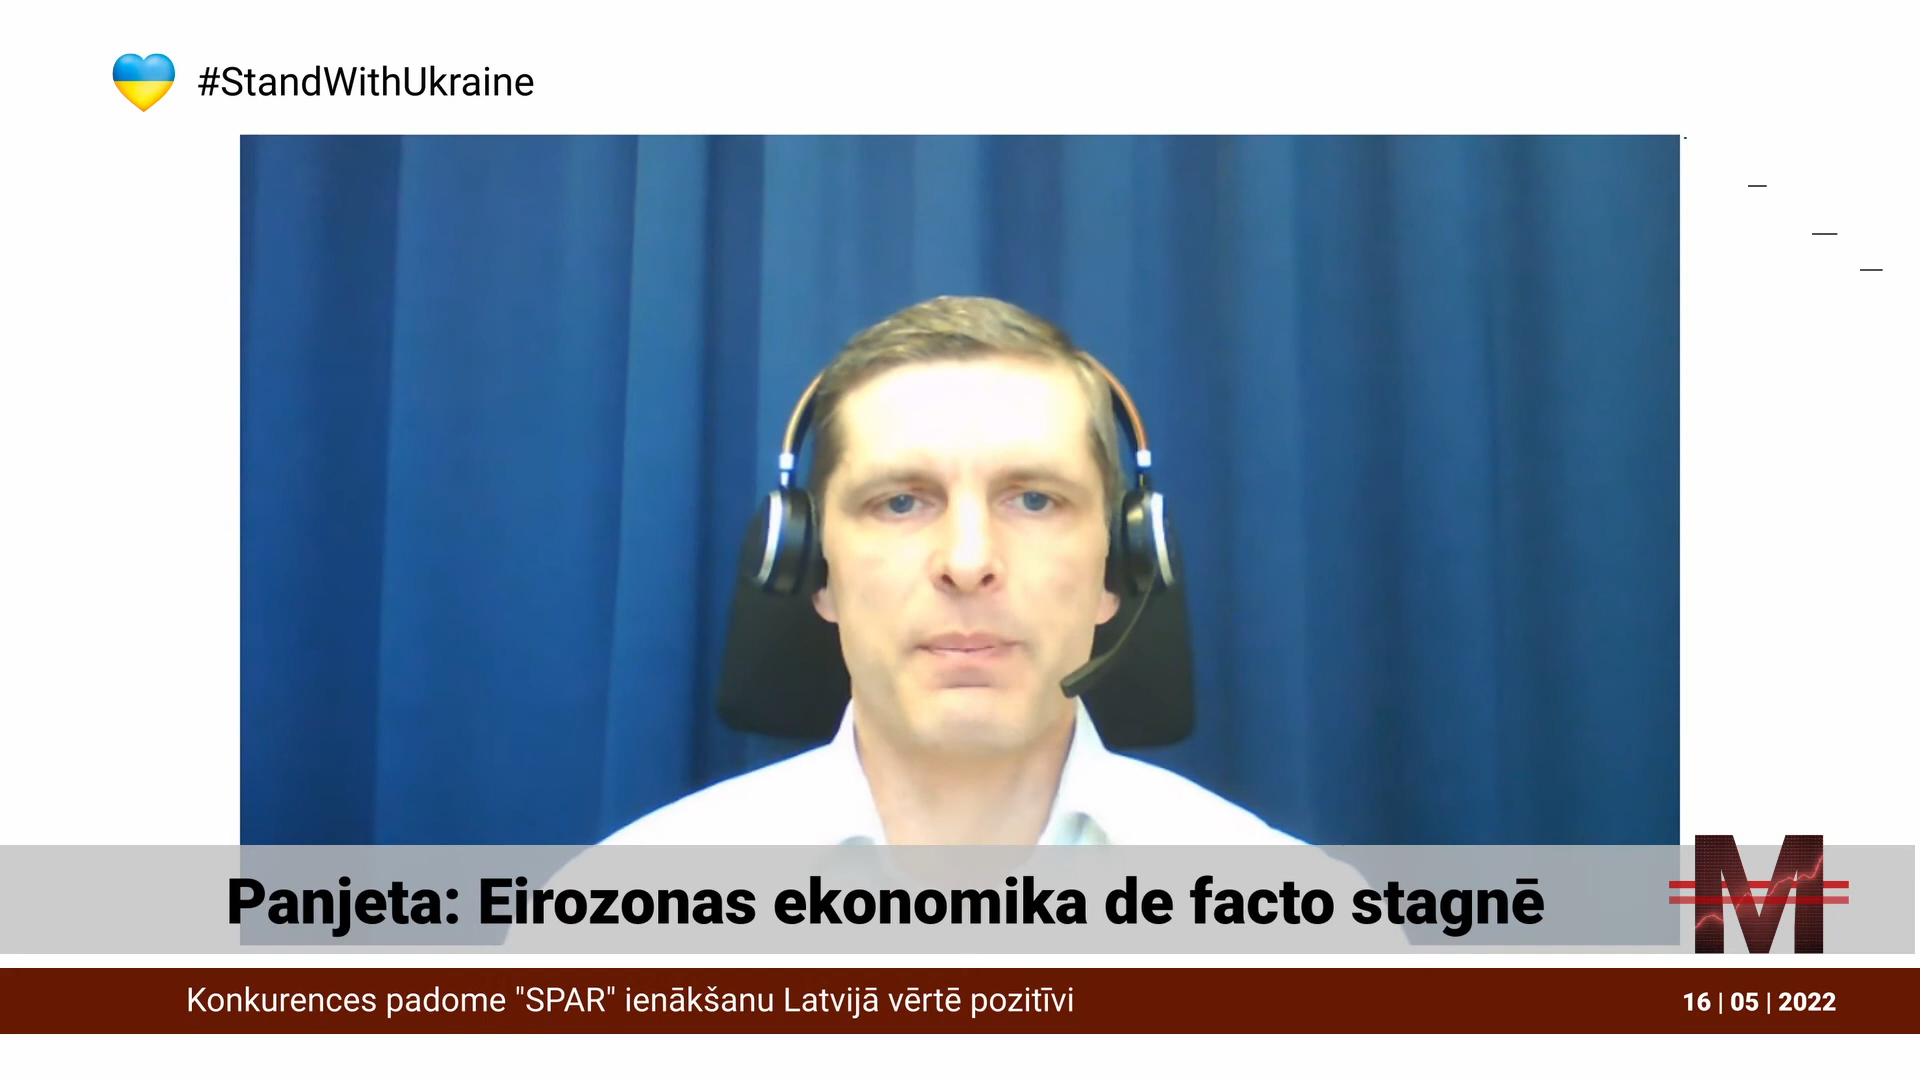 #StandWithUkraine
Panjeta: Eirozonas ekonomika de facto stagnē
M
Konkurences padome "SPAR" ienākšanu Latvijā vērtē pozitīvi
16 | 05 | 2022